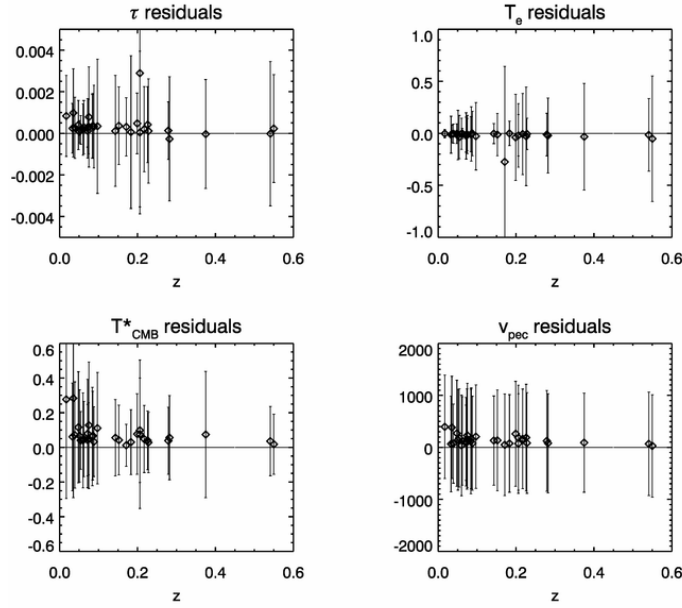 τ residuals
0.004
0.002
0.000
-0.002
-0.004
0.0 0.2 0.4 0.6
z
T_e residuals
1.0
0.5
0.0
-0.5
-1.0
0.0 0.2 0.4 0.6
z
T*_CMB residuals
0.6
0.4
0.2
0.0
-0.2
-0.4
-0.6
0.0 0.2 0.4 0.6
z
v_pec residuals
2000
1000
0
-1000
-2000
0.0 0.2 0.4 0.6
z